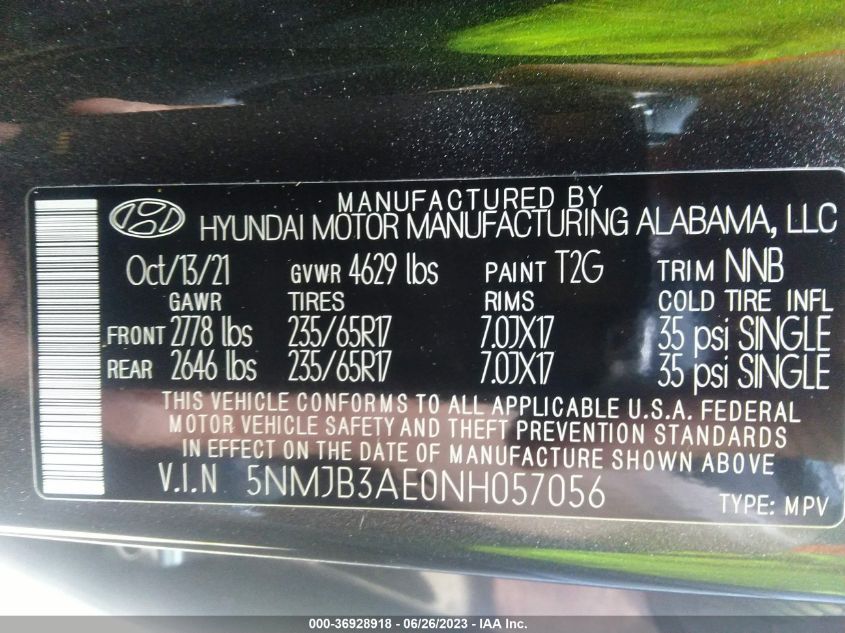 MANUFACTURED BY
HYUNDAI MOTOR MANUFACTURING ALABAMA, LLC
Oct/13/21 GVWR 4629 lbs PAINT T2G TRIM NNB
GAWR TIRES RIMS COLD TIRE INFL
FRONT 2778 lbs 235/65R17 7.0JX17 35 psi SINGLE
REAR 2646 lbs 235/65R17 7.0JX17 35 psi SINGLE
THIS VEHICLE CONFORMS TO ALL APPLICABLE U.S.A. FEDERAL
MOTOR VEHICLE SAFETY AND THEFT PREVENTION STANDARDS
IN EFFECT ON THE DATE OF MANUFACTURE SHOWN ABOVE
V.I.N 5NMJB3AE0NH057056 TYPE: MPV
000-36928918 - 06/26/2023 - IAA Inc.